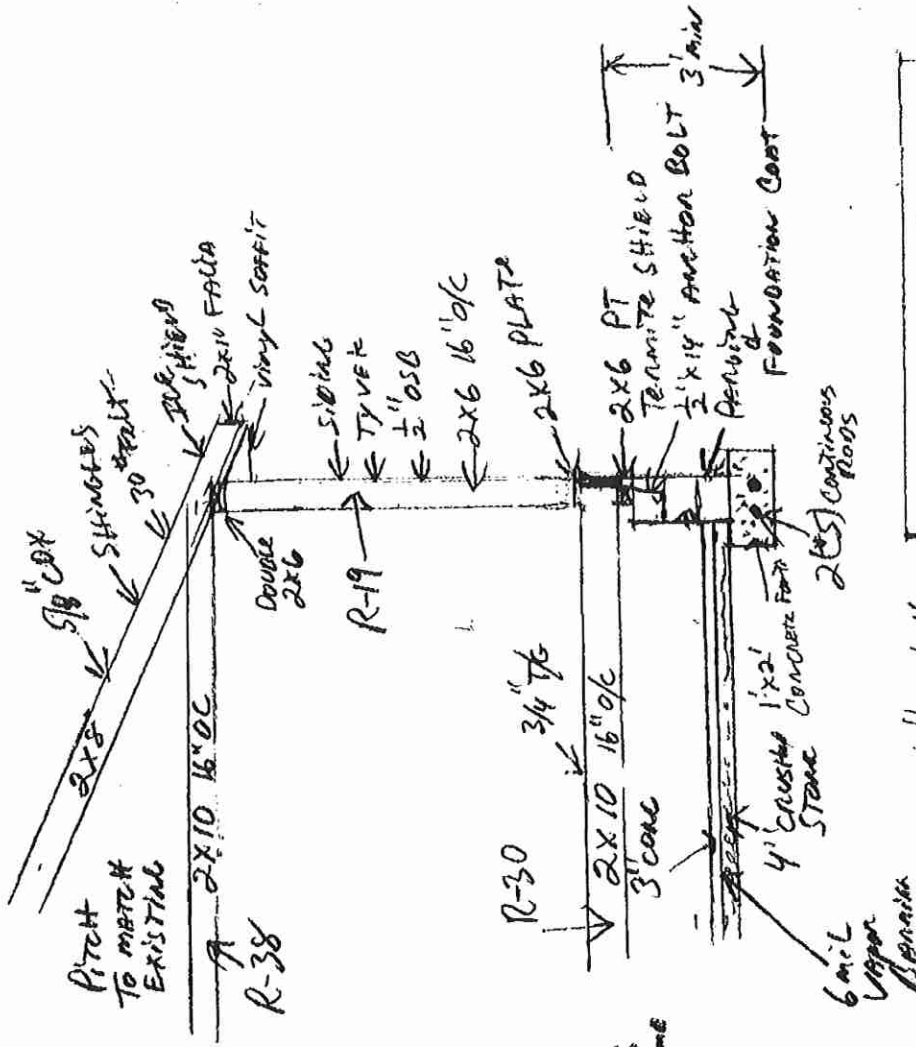 5/8" CDX
SHINGLES
30# FELT
ICE
SHIELD
2x10 FACIA
VINYL SOFFIT
2x8
PITCH
TO MATCH
EXISTING
2x10 16" OC
R-38
DOUBLE
2x6
SIDING
TYVEK
1/2" OSB
2x6 16" O/C
R-19
2x6 PLATE
3/4" T/G
R-30
2x10 16" O/C
2x6 PT
TERMITE SHIELD
1/2" x 14" ANCHOR BOLT
PARGING
&
FOUNDATION COAT
3' MIN
3" CONC
4" CRUSHED
STONE
1'x2'
CONCRETE
2 (#5) CONTINUOUS
RODS
6 MIL
VAPOR
BARRIER